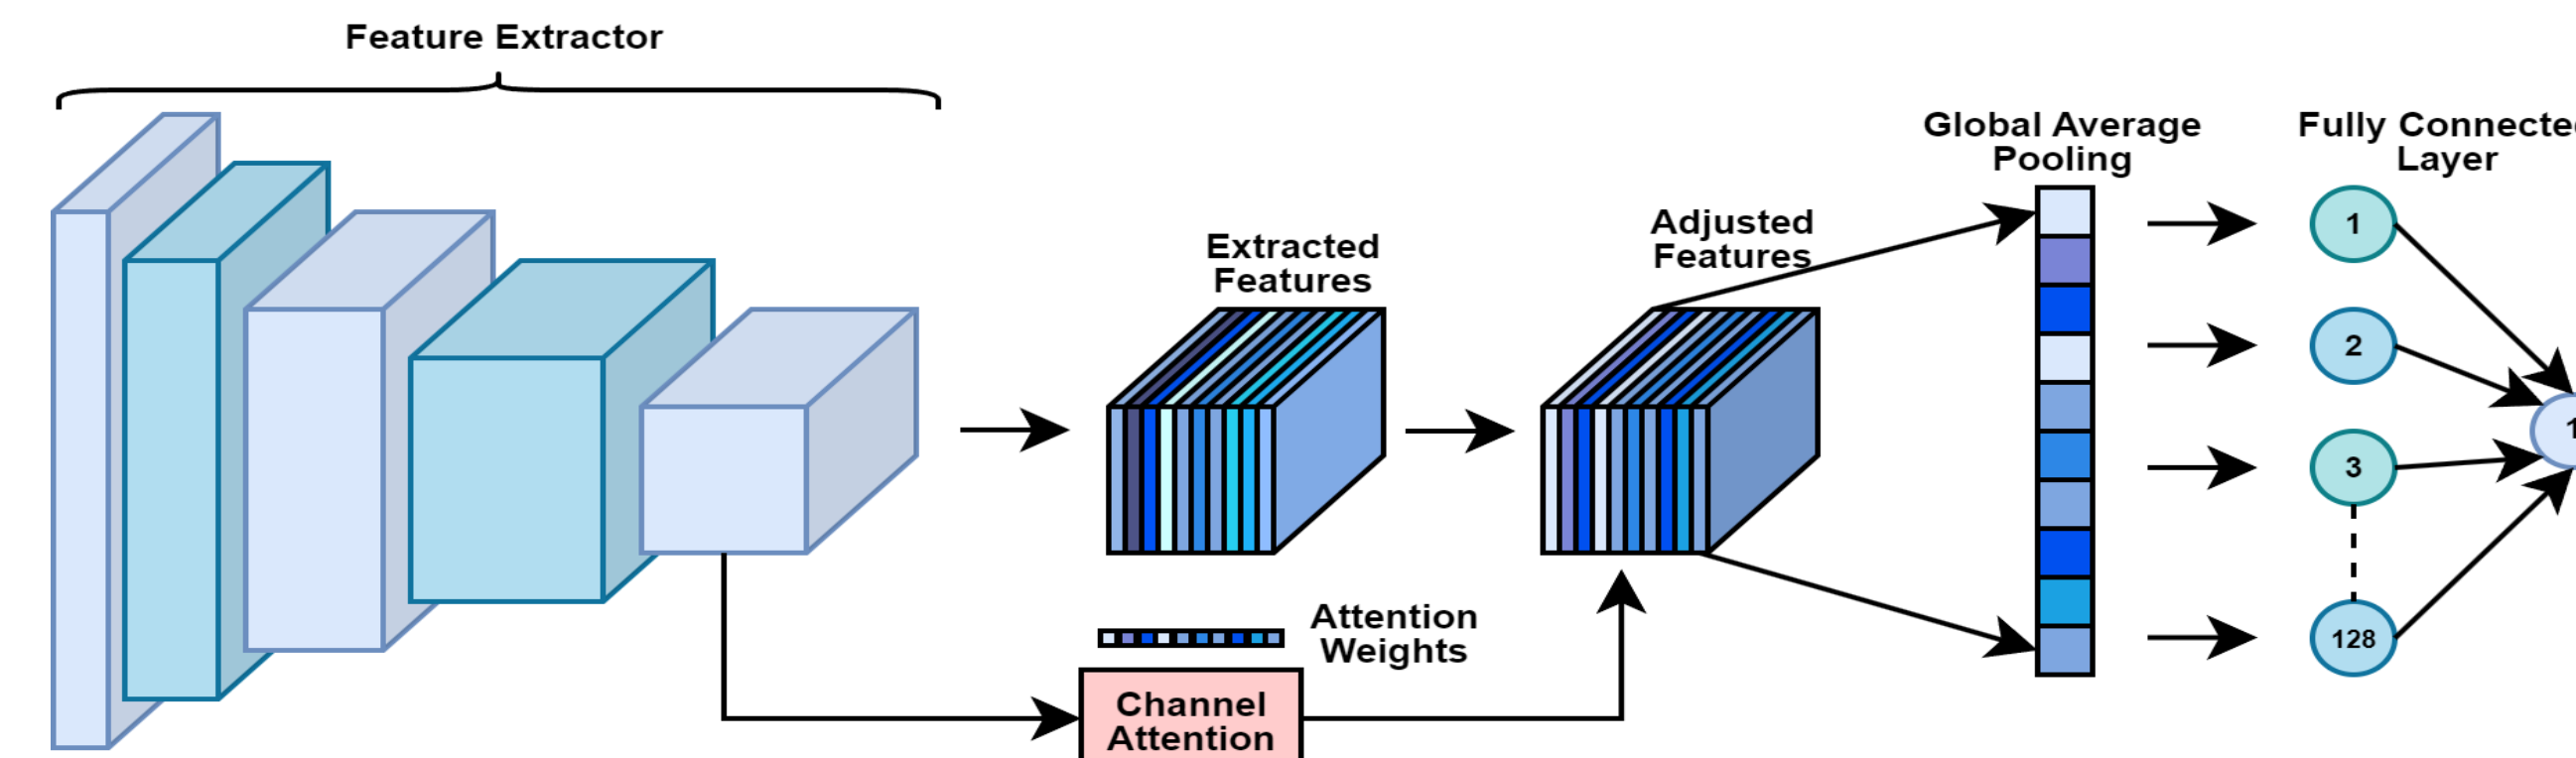 Feature Extractor
Extracted
Features
Adjusted
Features
Global Average
Pooling
Fully Connecte
Layer
1
2
3
128
1
Attention
Weights
Channel
Attention